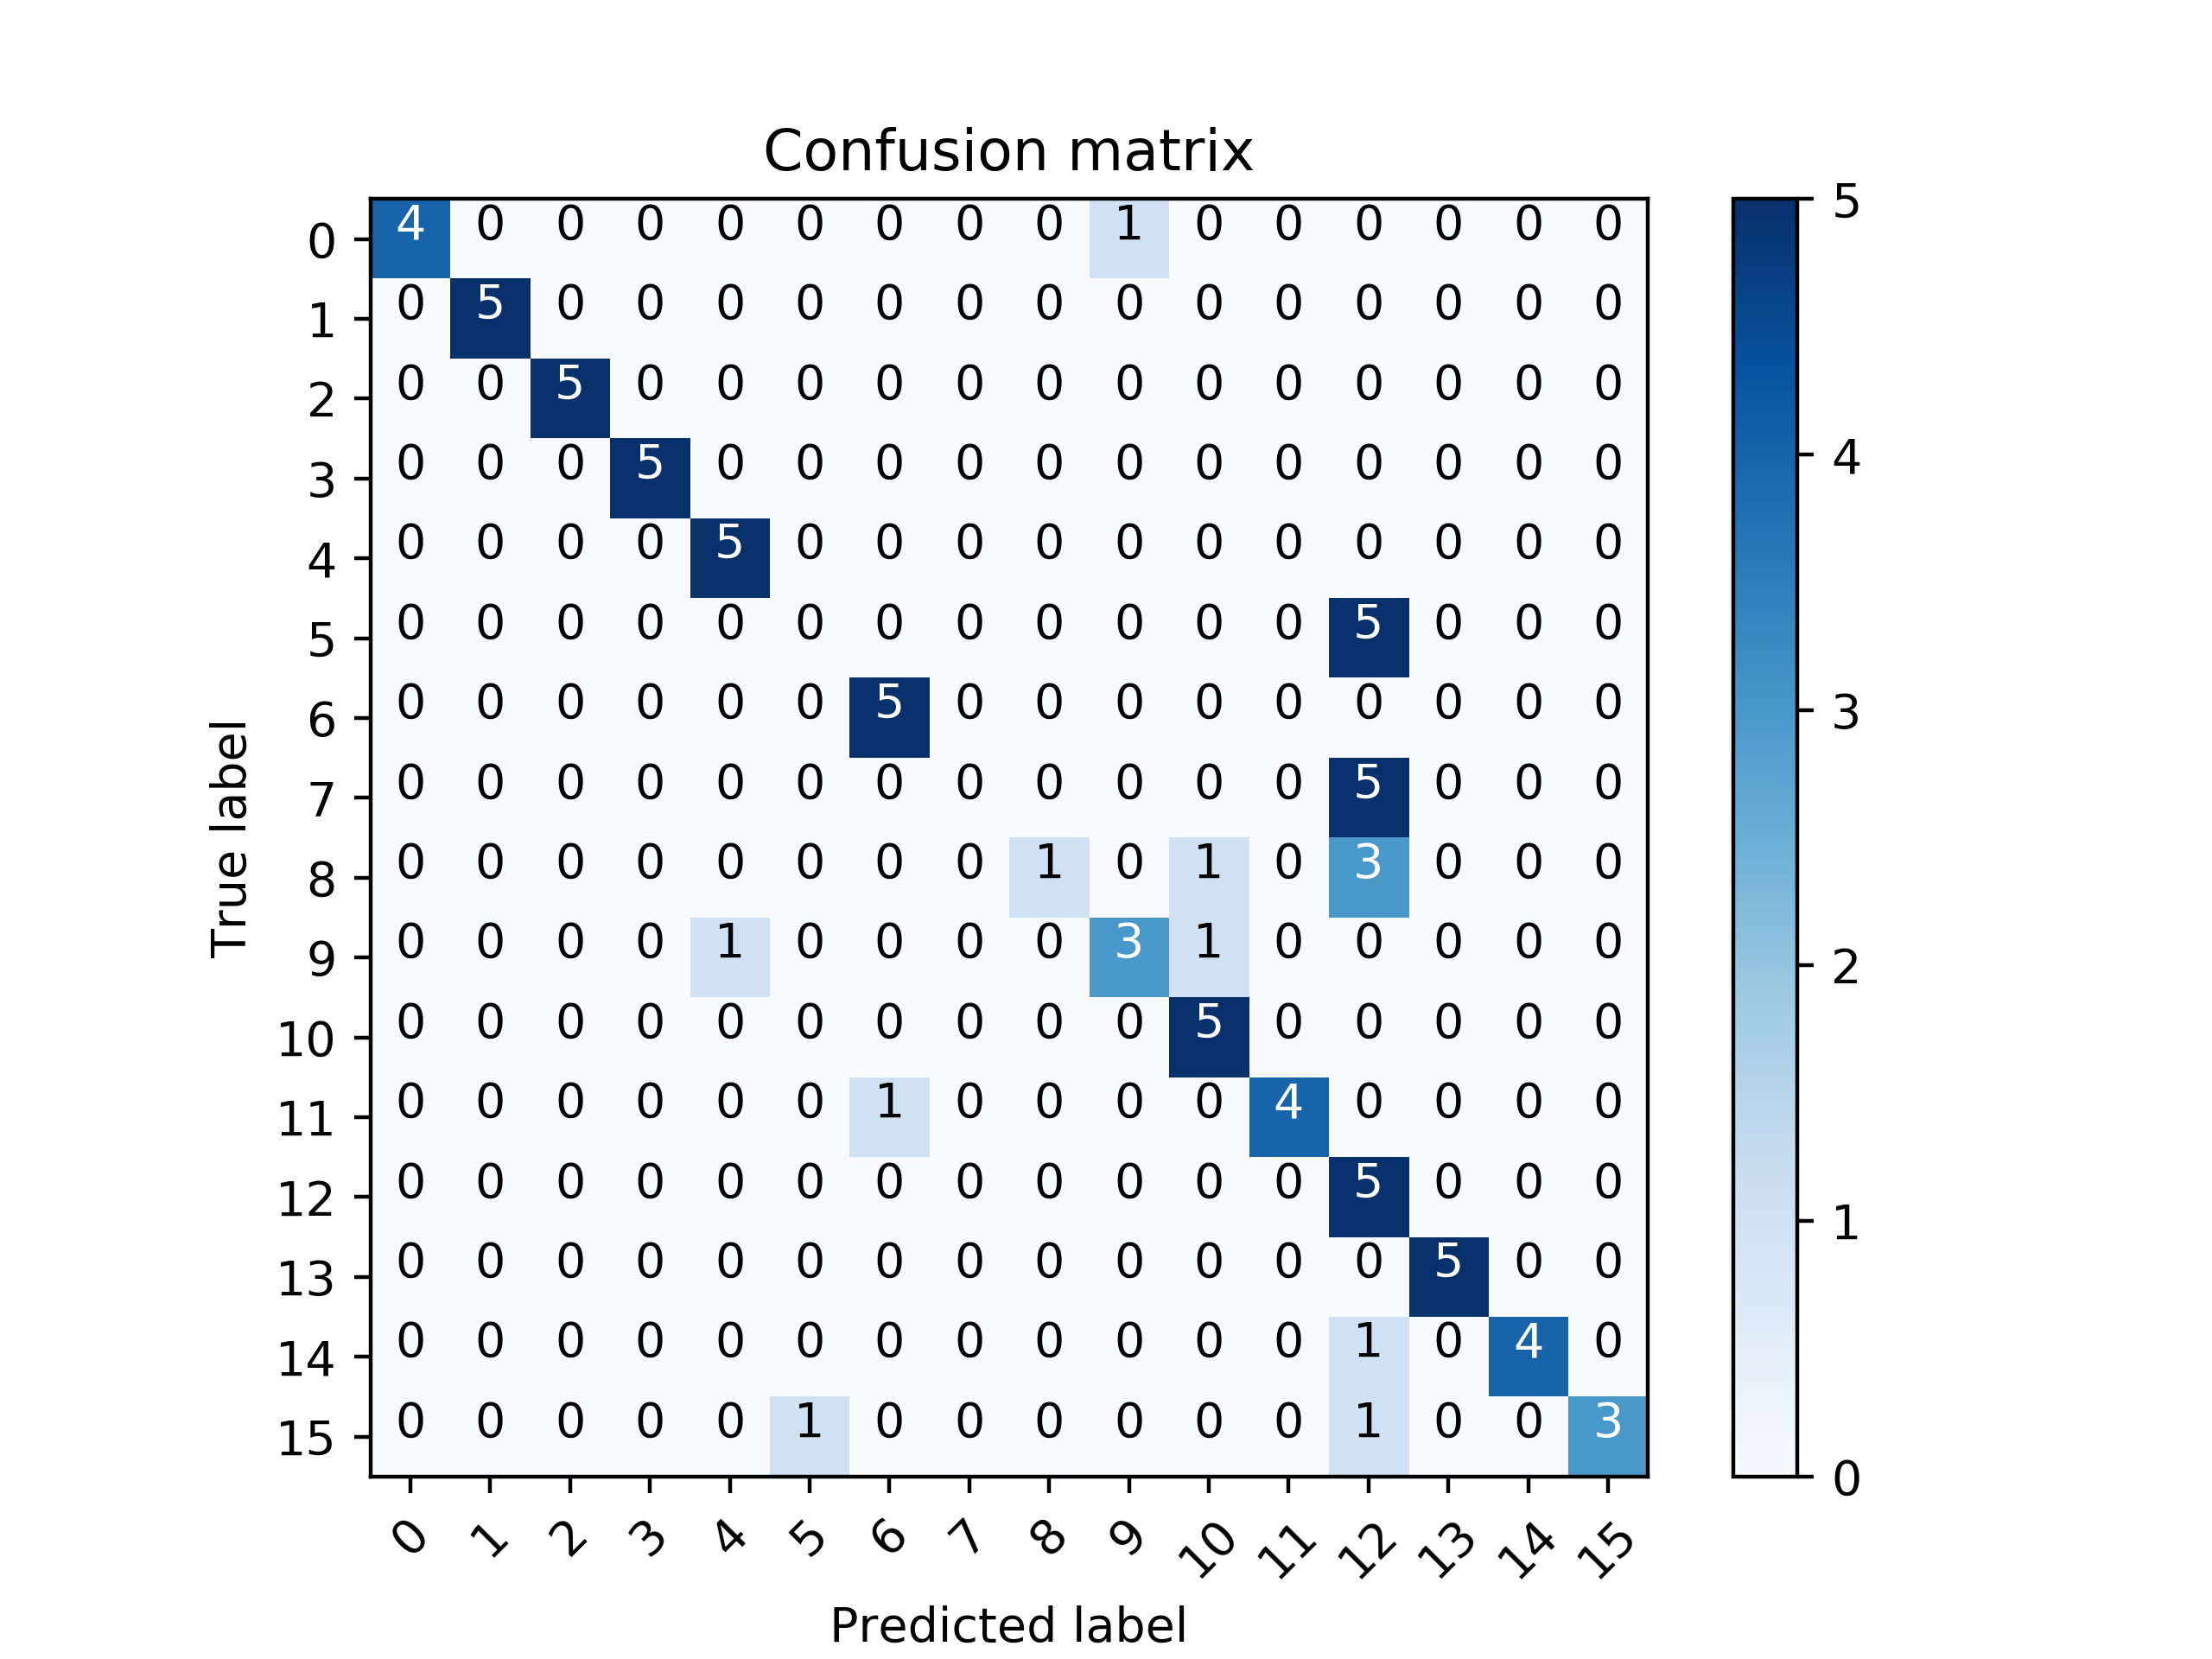 Confusion matrix
0 4 0 0 0 0 0 0 0 0 1 0 0 0 0 0 0
1 0 5 0 0 0 0 0 0 0 0 0 0 0 0 0 0
2 0 0 5 0 0 0 0 0 0 0 0 0 0 0 0 0
3 0 0 0 5 0 0 0 0 0 0 0 0 0 0 0 0
4 0 0 0 0 5 0 0 0 0 0 0 0 0 0 0 0
5 0 0 0 0 0 0 0 0 0 0 0 0 5 0 0 0
6 0 0 0 0 0 0 5 0 0 0 0 0 0 0 0 0
7 0 0 0 0 0 0 0 0 0 0 0 0 5 0 0 0
8 0 0 0 0 0 0 0 0 1 0 1 0 3 0 0 0
9 0 0 0 0 1 0 0 0 0 3 1 0 0 0 0 0
10 0 0 0 0 0 0 0 0 0 0 5 0 0 0 0 0
11 0 0 0 0 0 0 1 0 0 0 0 4 0 0 0 0
12 0 0 0 0 0 0 0 0 0 0 0 0 5 0 0 0
13 0 0 0 0 0 0 0 0 0 0 0 0 0 5 0 0
14 0 0 0 0 0 0 0 0 0 0 0 0 1 0 4 0
15 0 0 0 0 0 1 0 0 0 0 0 0 1 0 0 3
0 1 2 3 4 5 6 7 8 9 10 11 12 13 14 15
Predicted label
True label
5
4
3
2
1
0